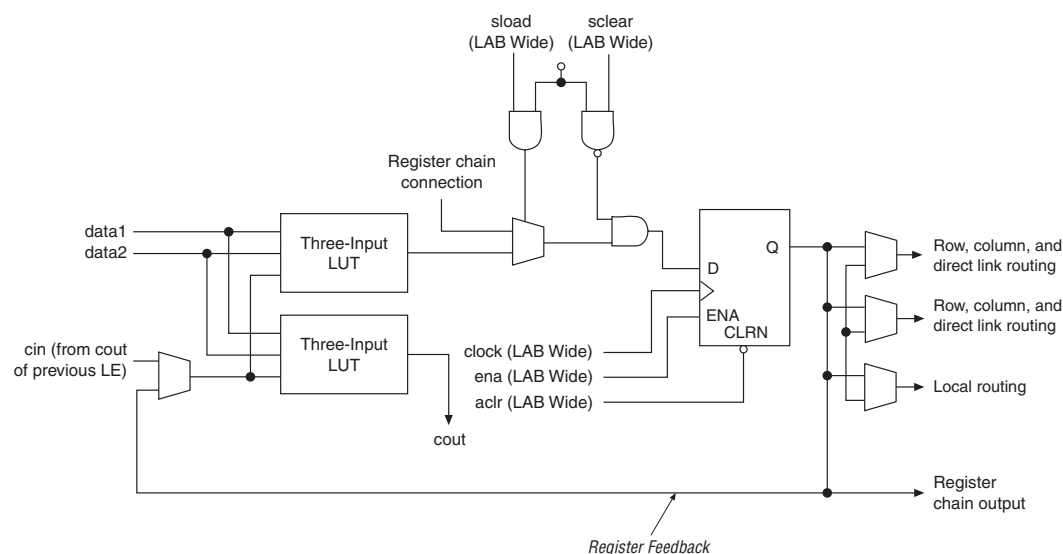 sload
(LAB Wide)
sclear
(LAB Wide)
Register chain
connection
data1
data2
Three-Input
LUT
Three-Input
LUT
cin (from cout
of previous LE)
cout
D
Q
ENA
CLRN
clock (LAB Wide)
ena (LAB Wide)
aclr (LAB Wide)
Row, column, and
direct link routing
Row, column, and
direct link routing
Local routing
Register
chain output
Register Feedback